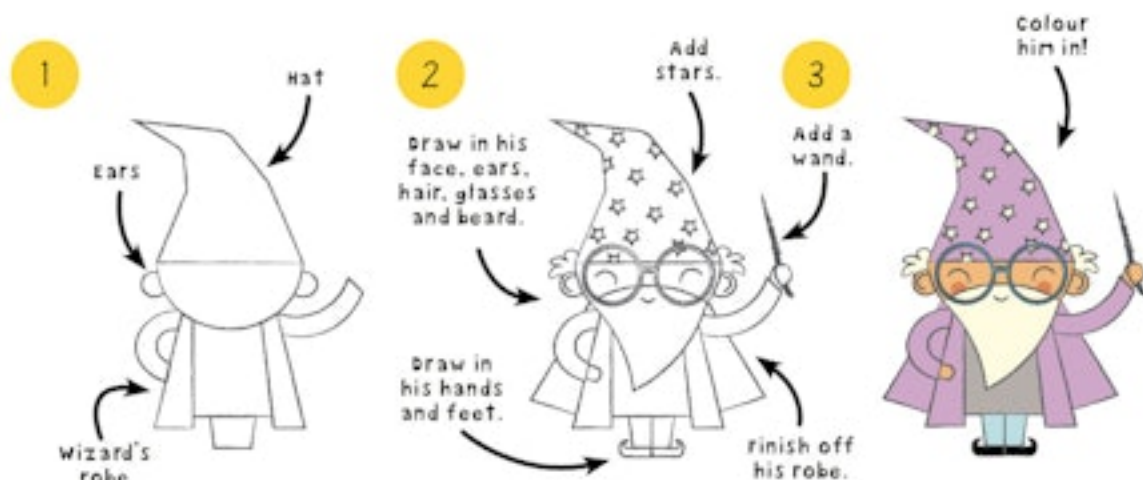 1
Hat
Ears
Wizard's
robe
2
Add
stars.
Draw in his
face, ears,
hair, glasses
and beard.
Draw in
his hands
and feet.
3
Add a
wand.
Finish off
his robe.
Colour
him in!